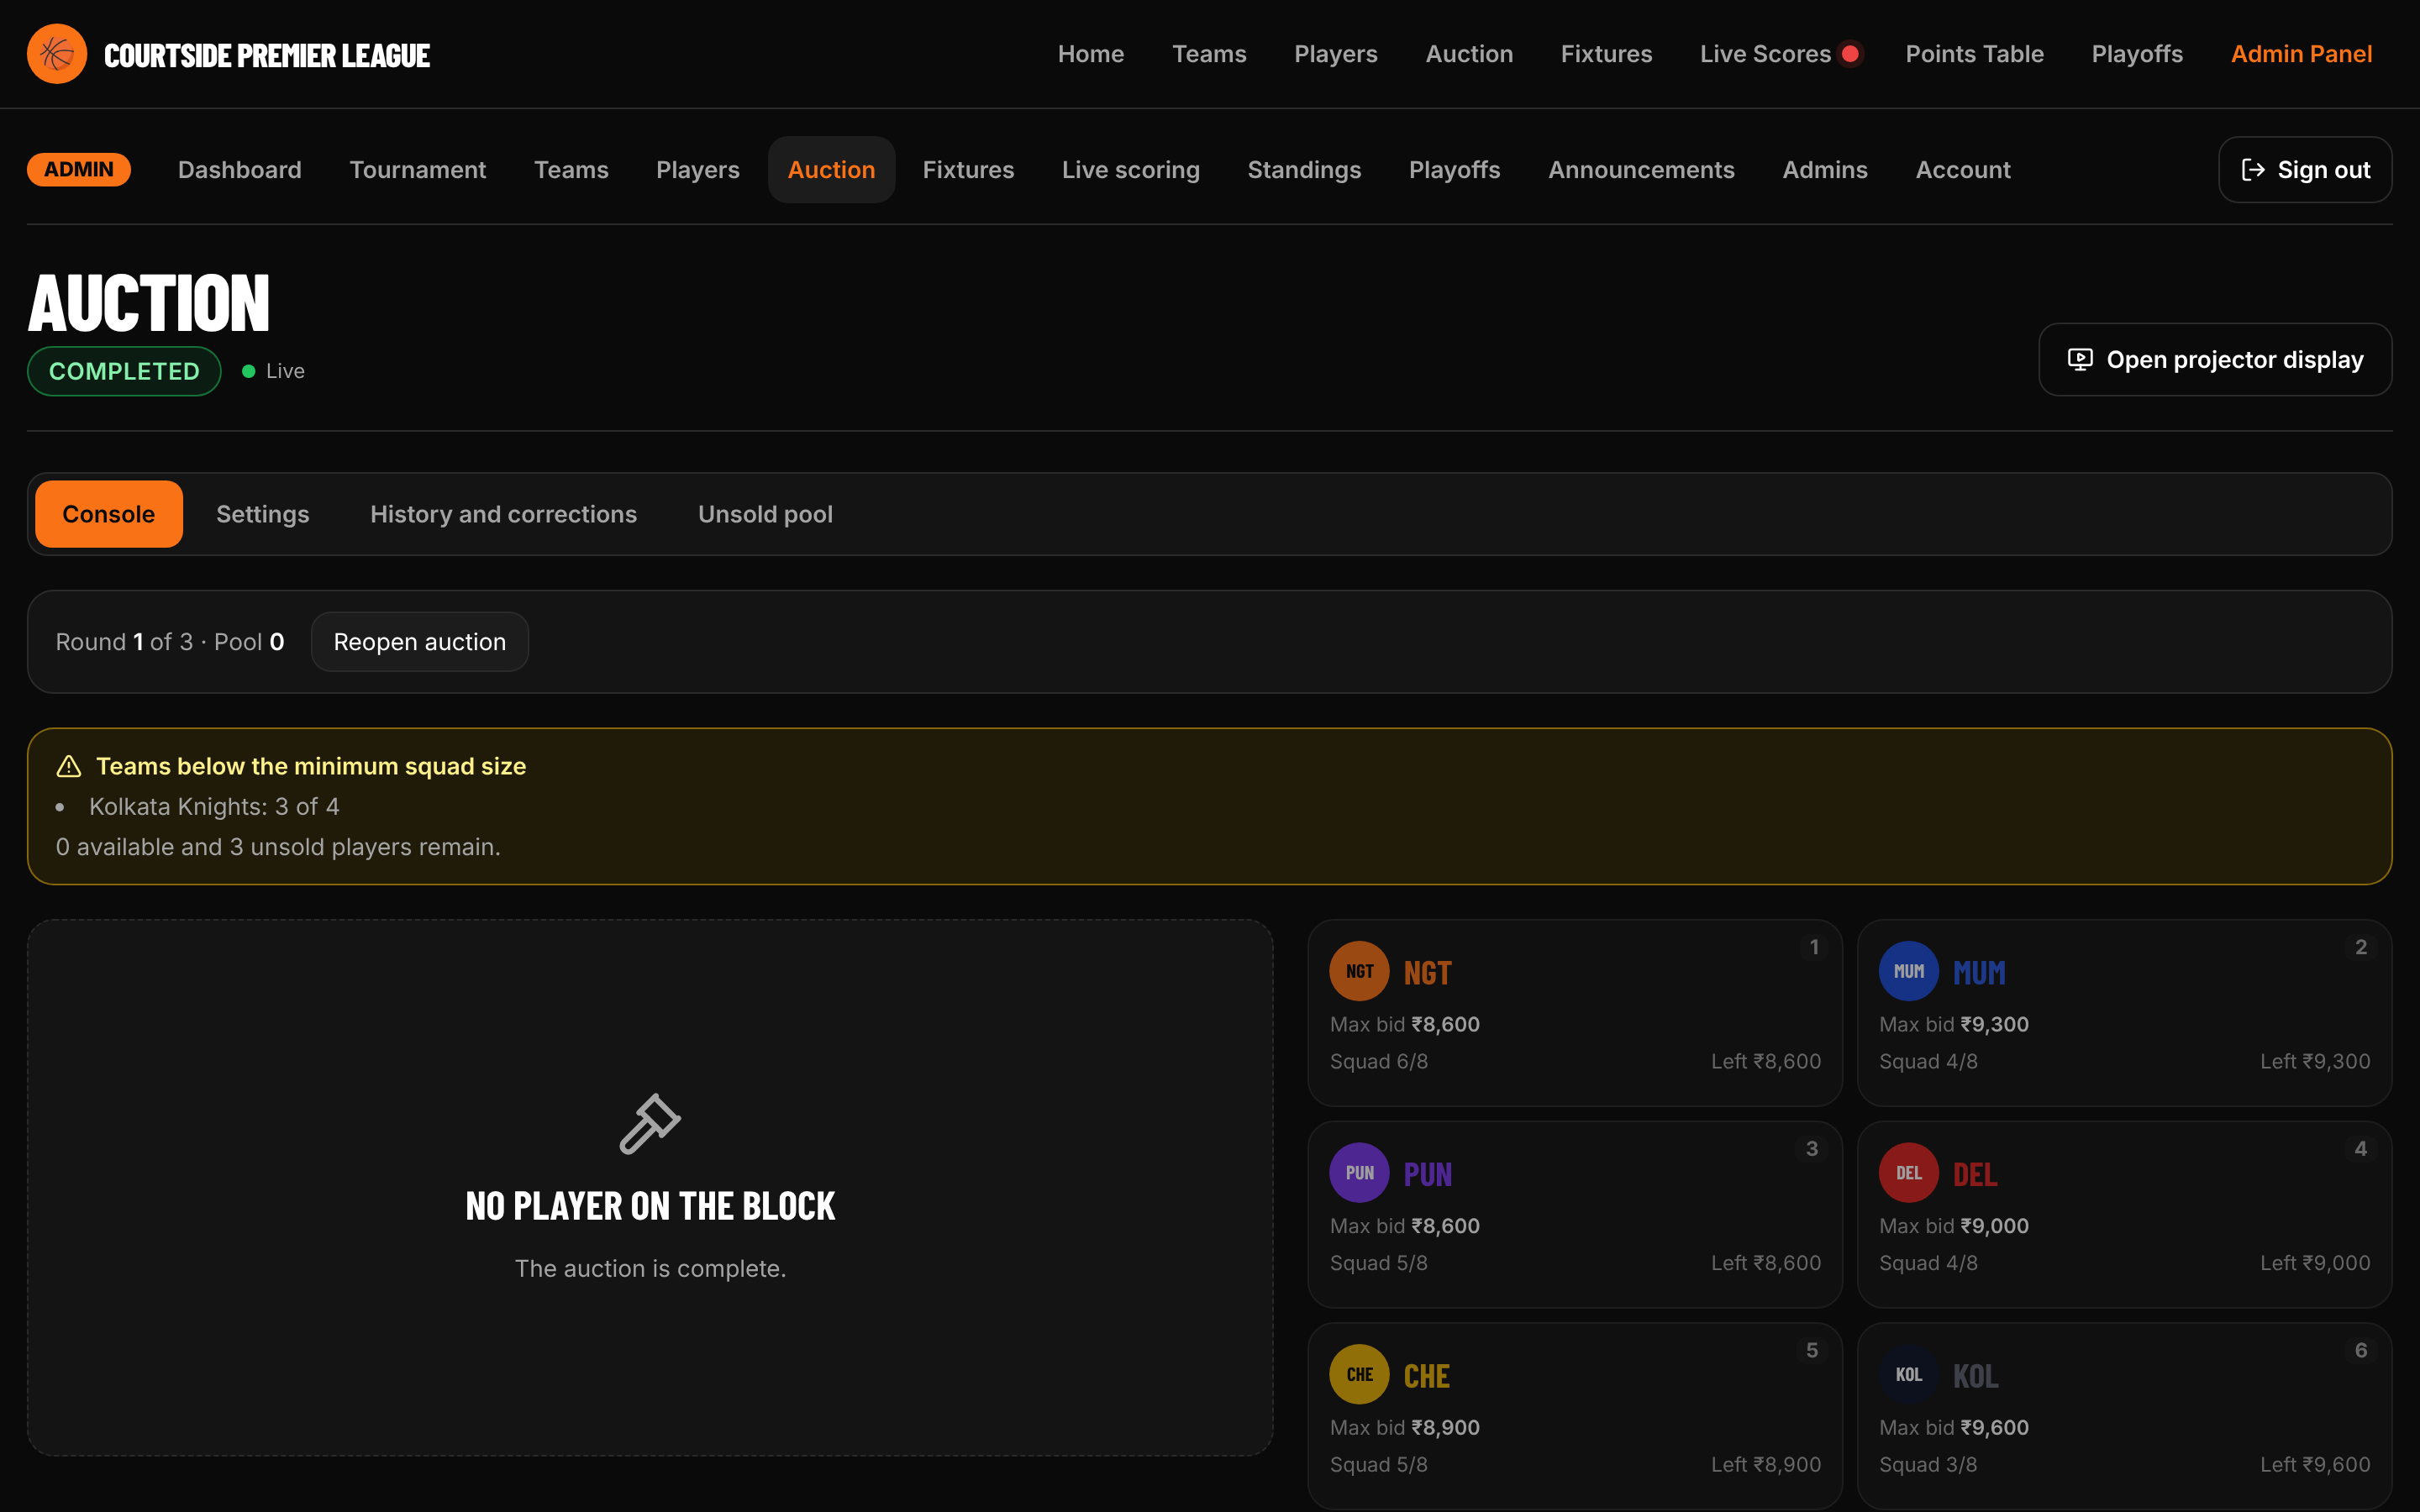 COURTSIDE PREMIER LEAGUE
Home Teams Players Auction Fixtures Live Scores Points Table Playoffs Admin Panel
ADMIN Dashboard Tournament Teams Players Auction Fixtures Live scoring Standings Playoffs Announcements Admins Account Sign out
AUCTION
COMPLETED Live
Open projector display
Console Settings History and corrections Unsold pool
Round 1 of 3 · Pool 0 Reopen auction
Teams below the minimum squad size
• Kolkata Knights: 3 of 4
0 available and 3 unsold players remain.
NO PLAYER ON THE BLOCK
The auction is complete.
NGT NGT 1
Max bid ₹8,600
Squad 6/8 Left ₹8,600
MUM MUM 2
Max bid ₹9,300
Squad 4/8 Left ₹9,300
PUN PUN 3
Max bid ₹8,600
Squad 5/8 Left ₹8,600
DEL DEL 4
Max bid ₹9,000
Squad 4/8 Left ₹9,000
CHE CHE 5
Max bid ₹8,900
Squad 5/8 Left ₹8,900
KOL KOL 6
Max bid ₹9,600
Squad 3/8 Left ₹9,600